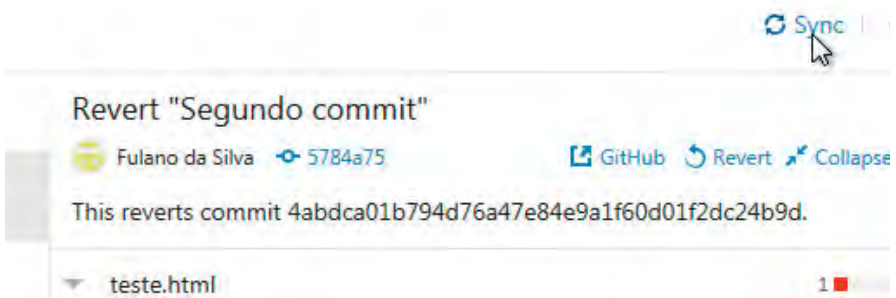 Sync
Revert "Segundo commit"
Fulano da Silva 5784a75 GitHub Revert Collapse
This reverts commit 4abdca01b794d76a47e84e9a1f60d01f2dc24b9d.
teste.html 1